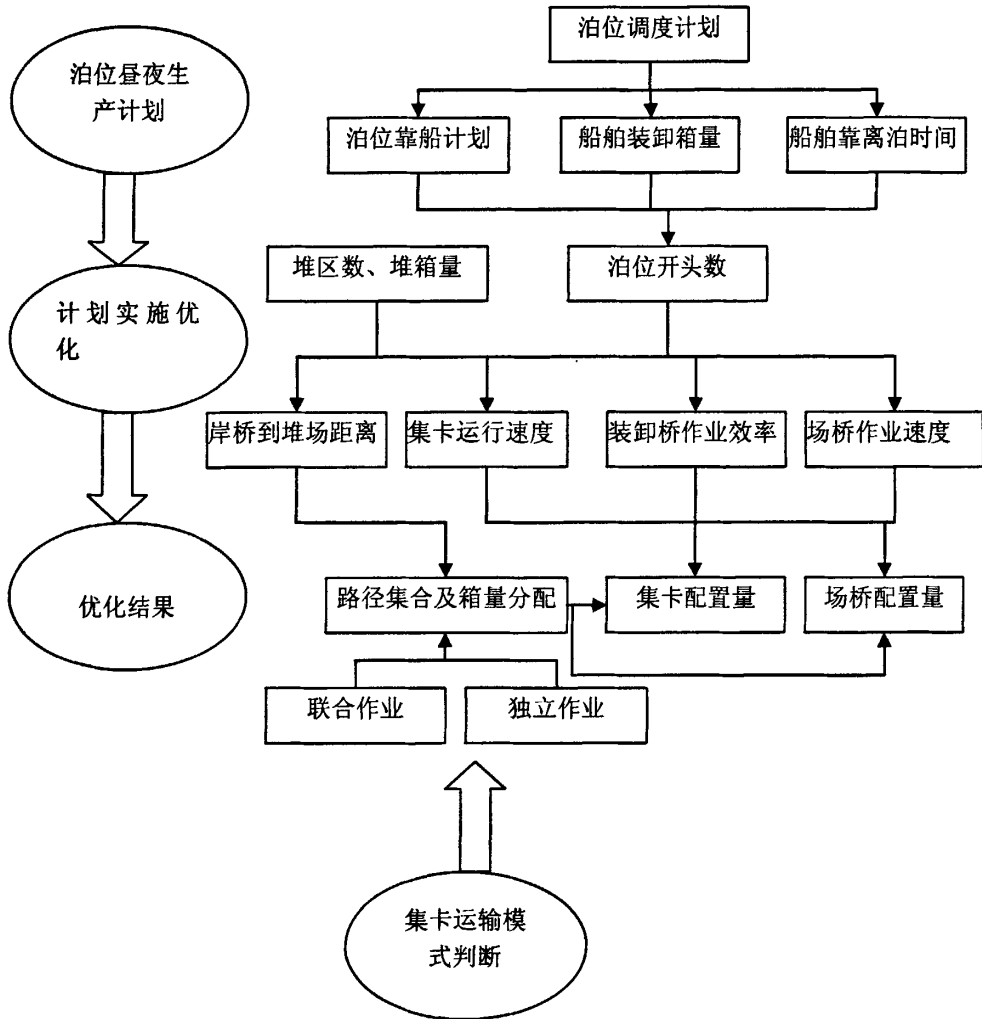 泊位调度计划
泊位昼夜生
产计划
泊位靠船计划
船舶装卸箱量
船舶靠离泊时间
堆区数、堆箱量
泊位开头数
计划实施优
化
岸桥到堆场距离
集卡运行速度
装卸桥作业效率
场桥作业速度
优化结果
路径集合及箱量分配
集卡配置量
场桥配置量
联合作业
独立作业
集卡运输模
式判断